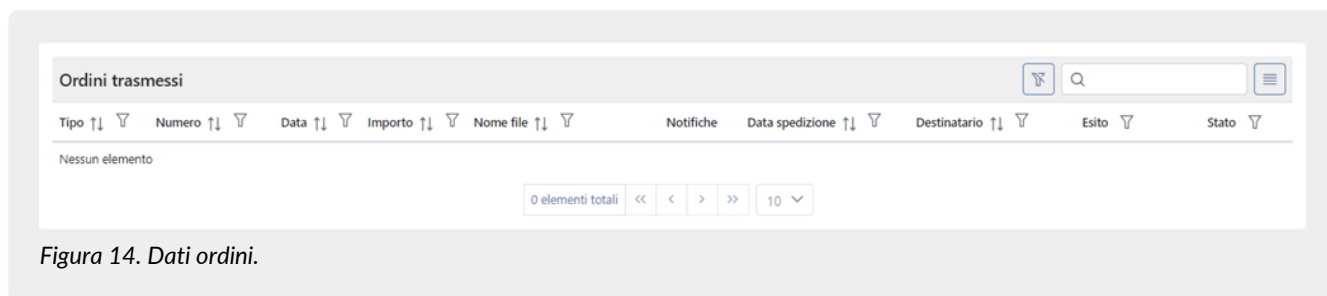 Ordini trasmessi
Tipo Numero Data Importo Nome file Notifiche Data spedizione Destinatario Esito Stato
Nessun elemento
0 elementi totali « ‹ › » 10
Figura 14. Dati ordini.